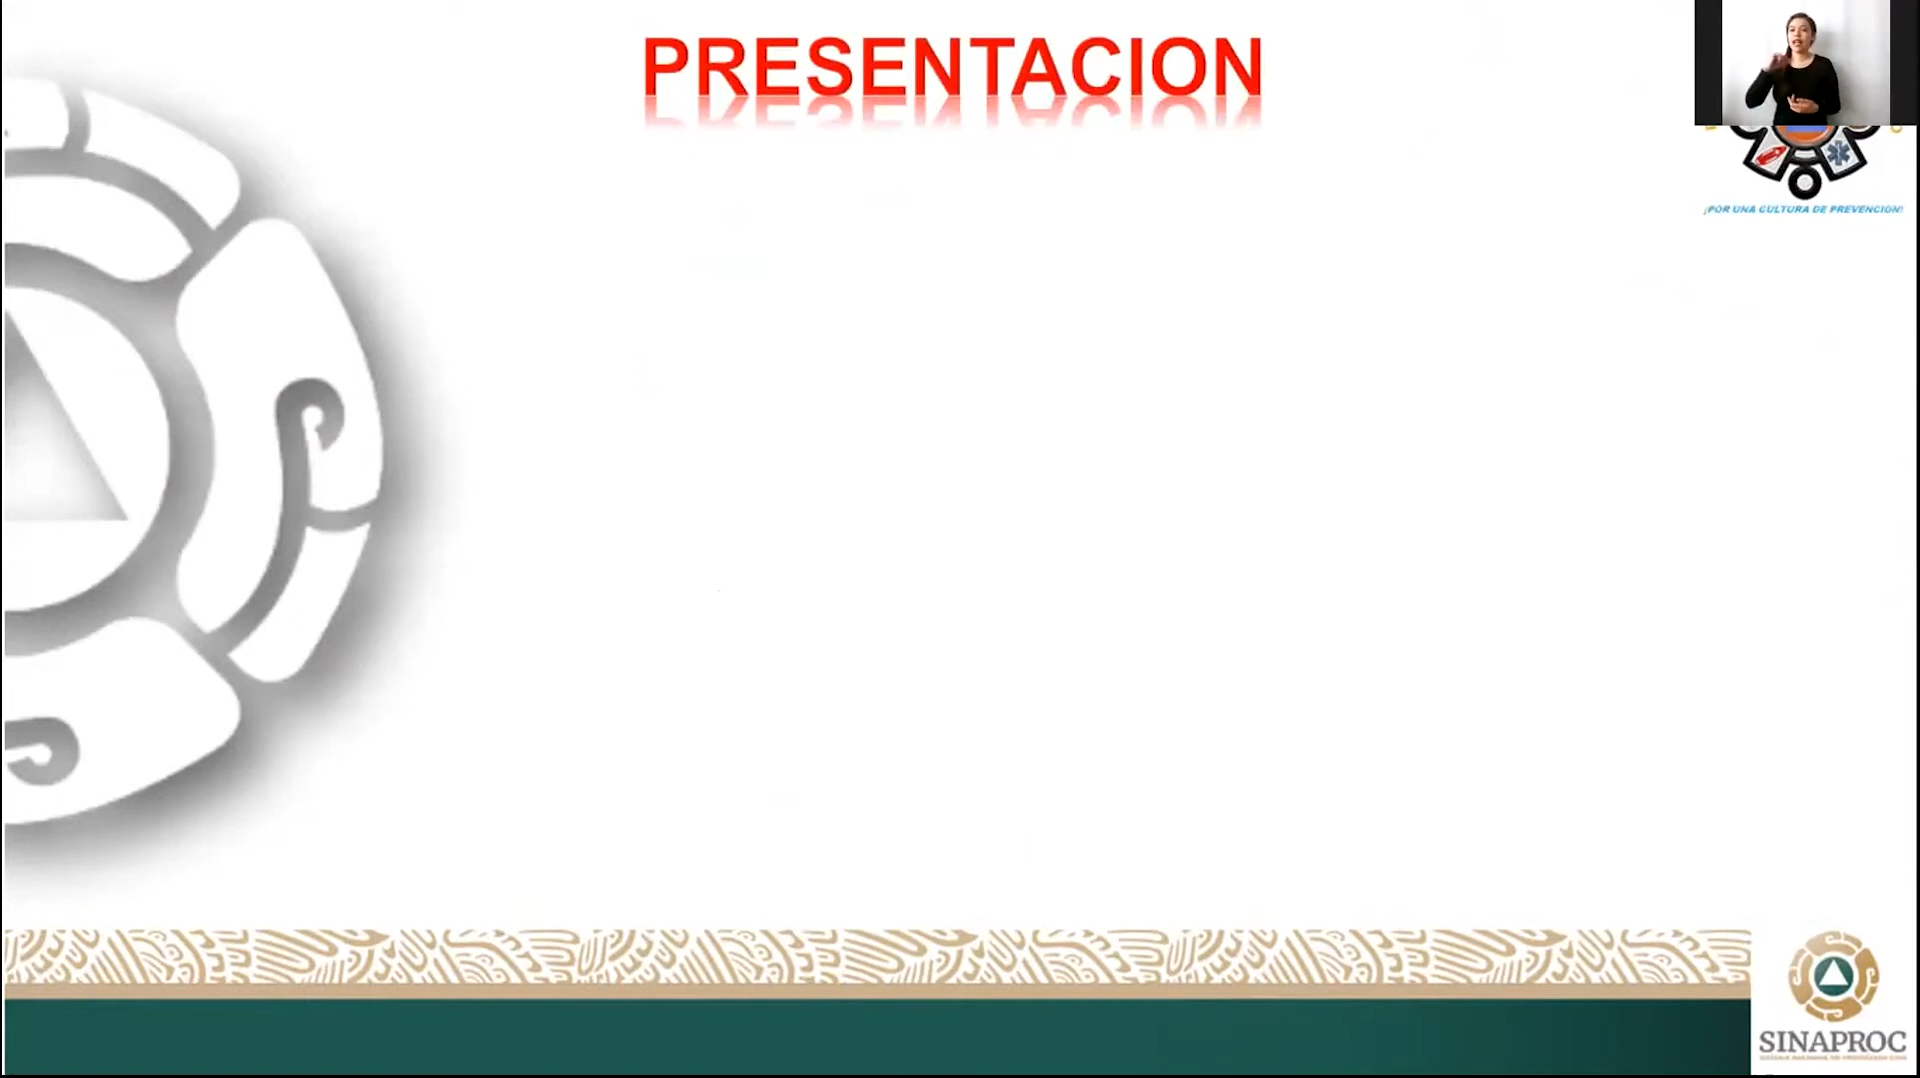 PRESENTACION
¡POR UNA CULTURA DE PREVENCION!
SINAPROC